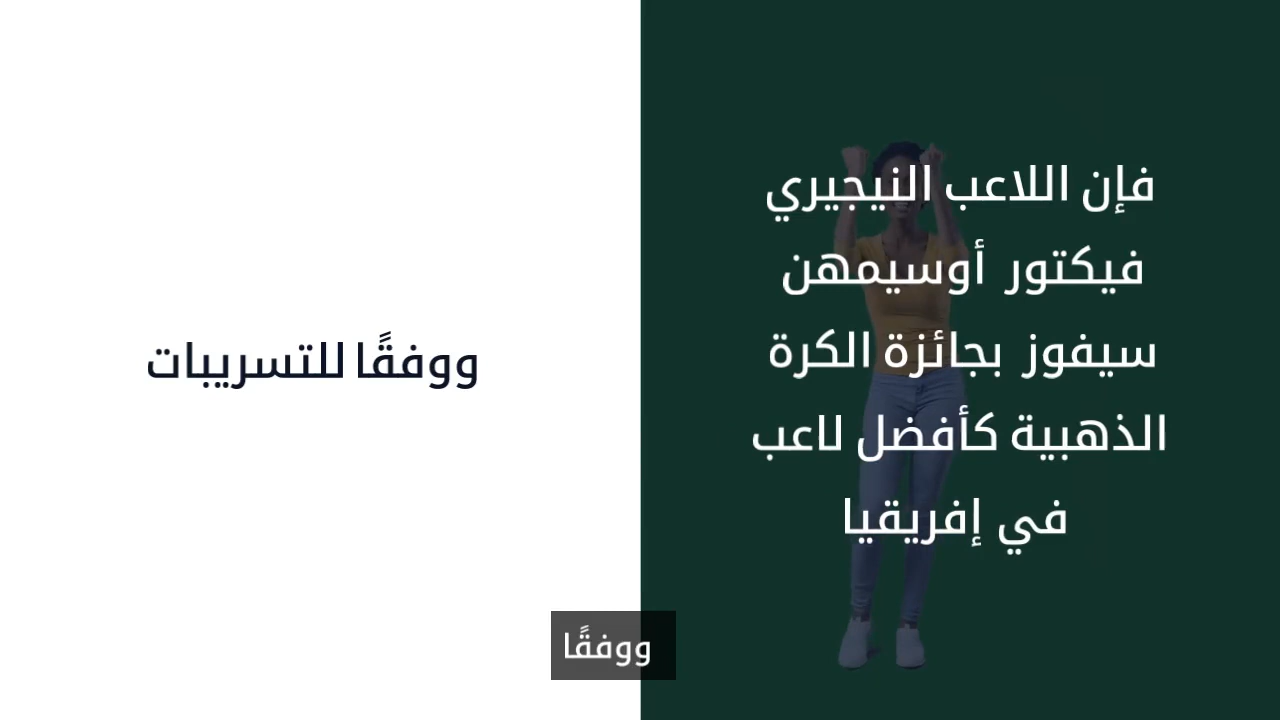 ووفقًا للتسريبات
فإن اللاعب النيجيري
فيكتور أوسيمهن
سيفوز بجائزة الكرة
الذهبية كأفضل لاعب
في إفريقيا
ووفقًا